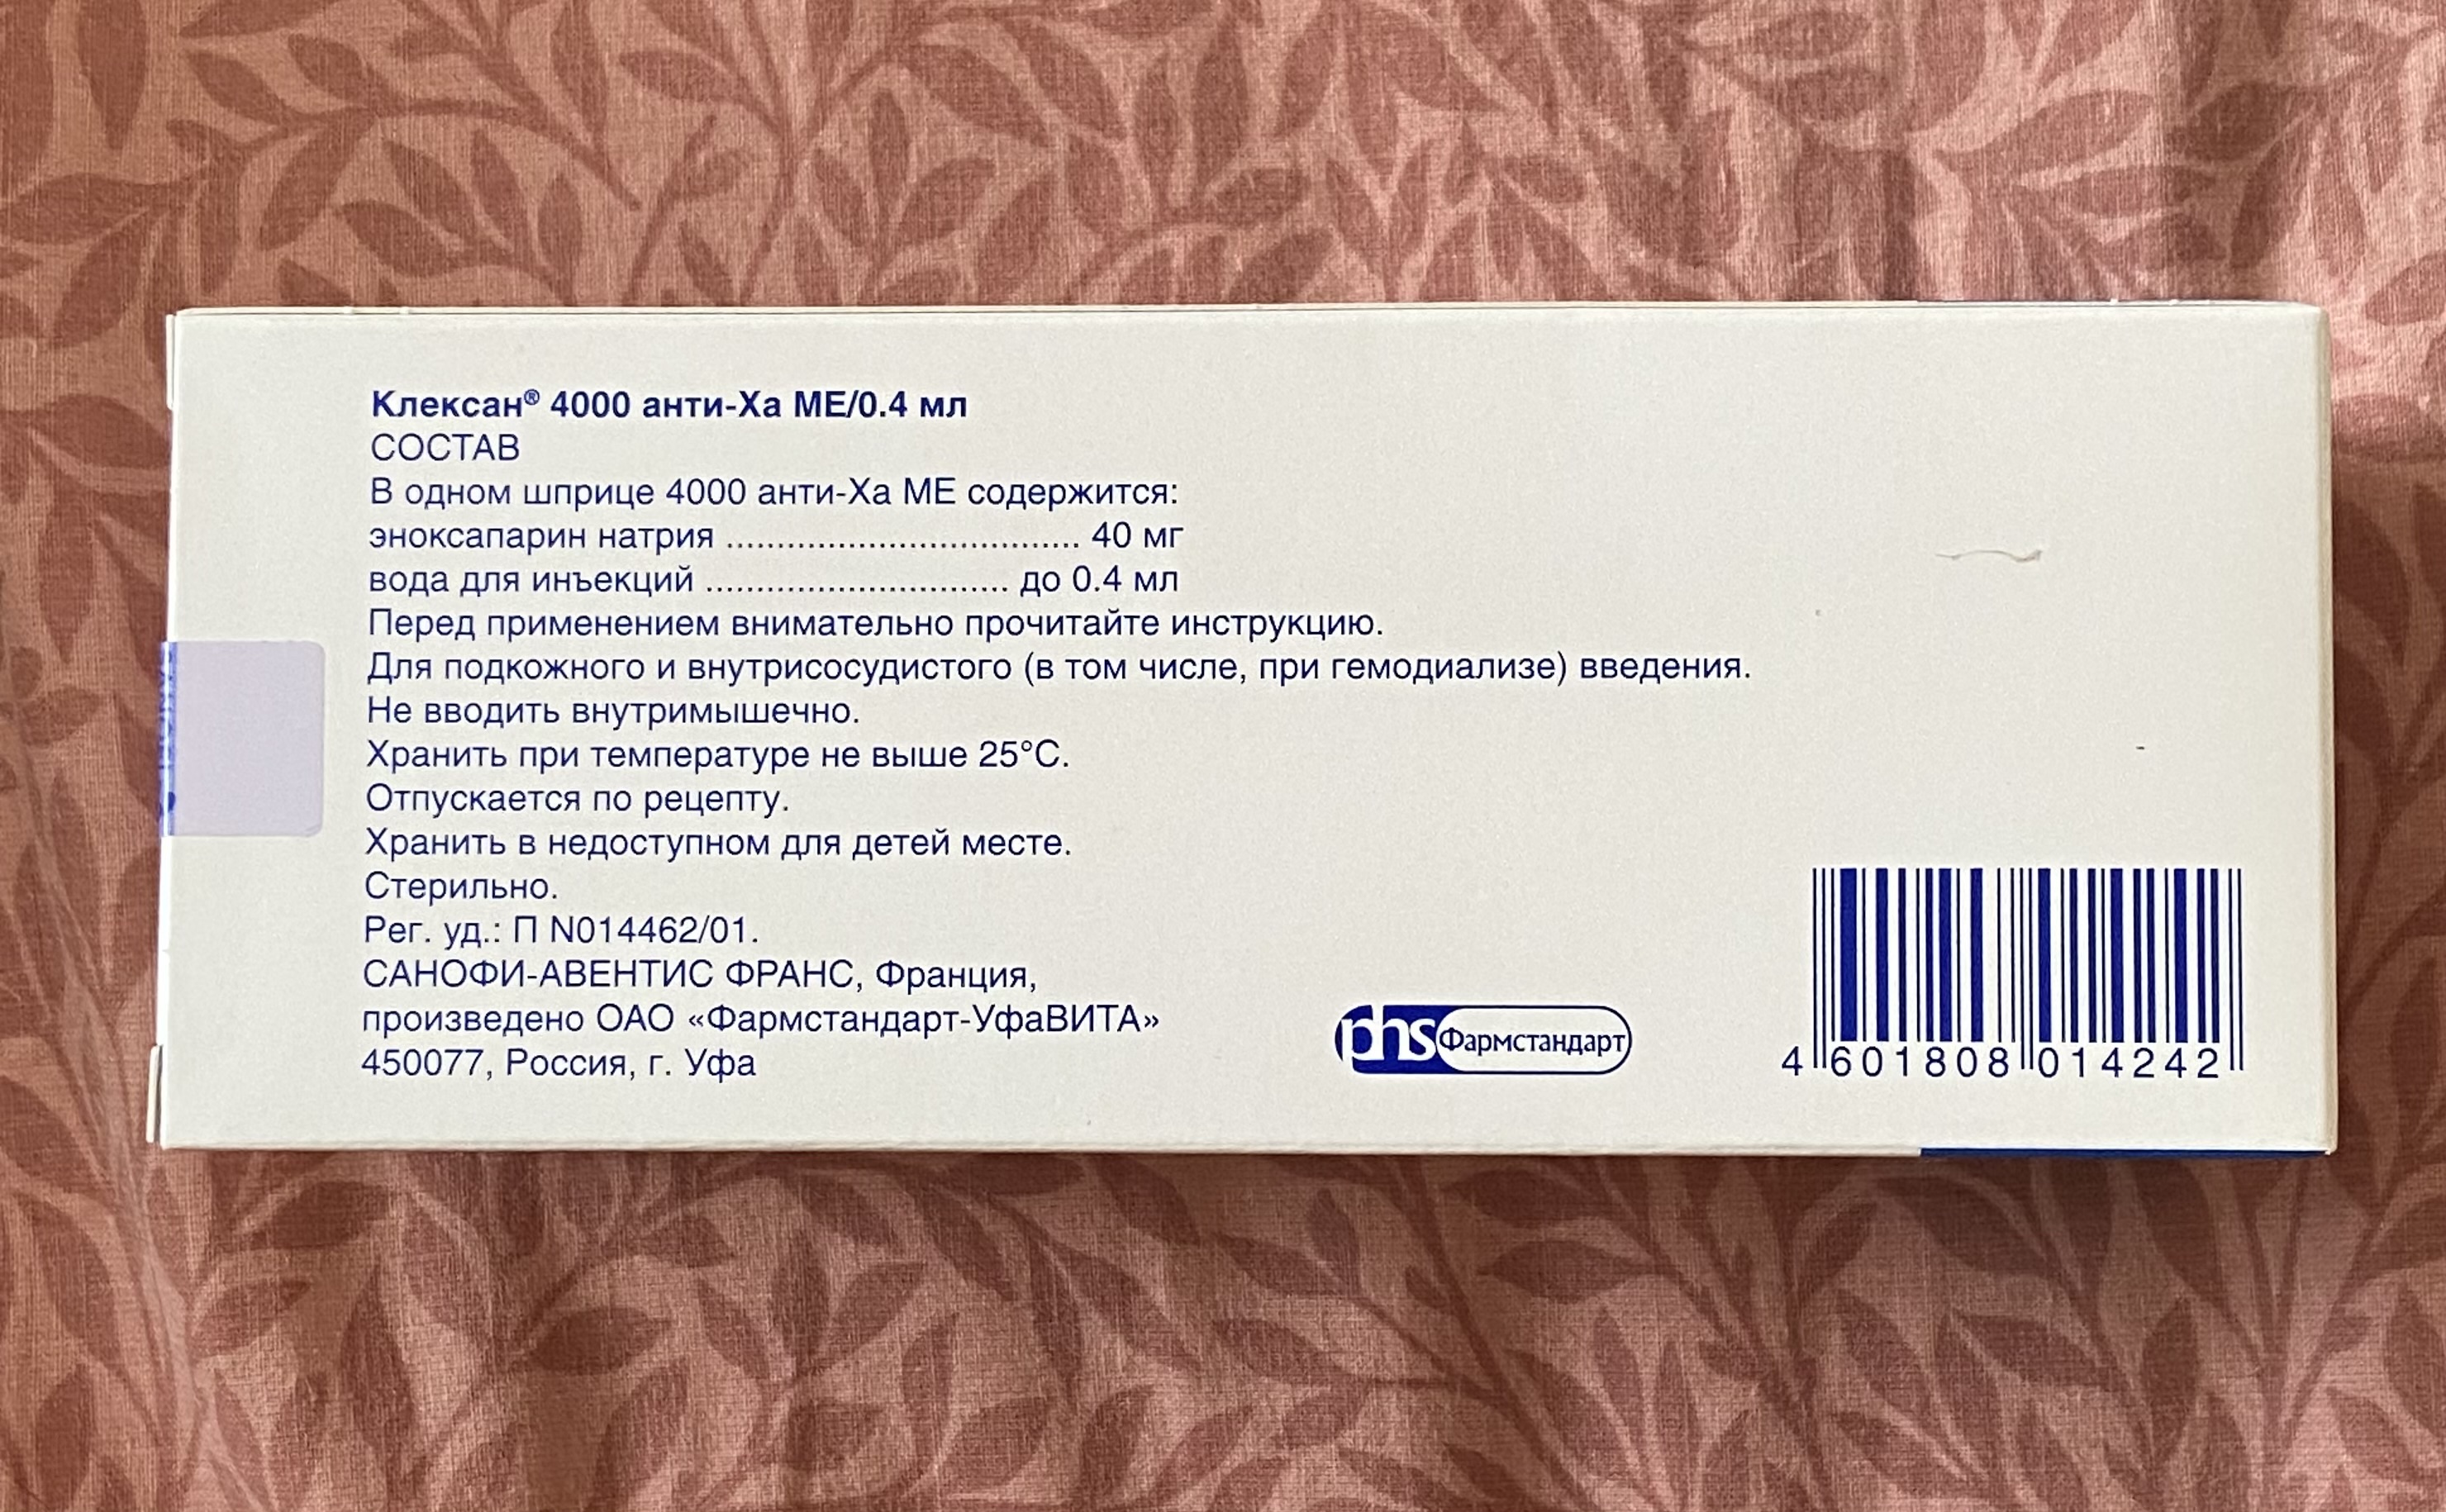 Клексан® 4000 анти-Ха МЕ/0.4 мл
СОСТАВ
В одном шприце 4000 анти-Ха МЕ содержится:
эноксапарин натрия ................................... 40 мг
вода для инъекций .............................. до 0.4 мл
Перед применением внимательно прочитайте инструкцию.
Для подкожного и внутрисосудистого (в том числе, при гемодиализе) введения.
Не вводить внутримышечно.
Хранить при температуре не выше 25°С.
Отпускается по рецепту.
Хранить в недоступном для детей месте.
Стерильно.
Рег. уд.: П N014462/01.
САНОФИ-АВЕНТИС ФРАНС, Франция,
произведено ОАО «Фармстандарт-УфаВИТА»
450077, Россия, г. Уфа
phs Фармстандарт
4 601808 014242